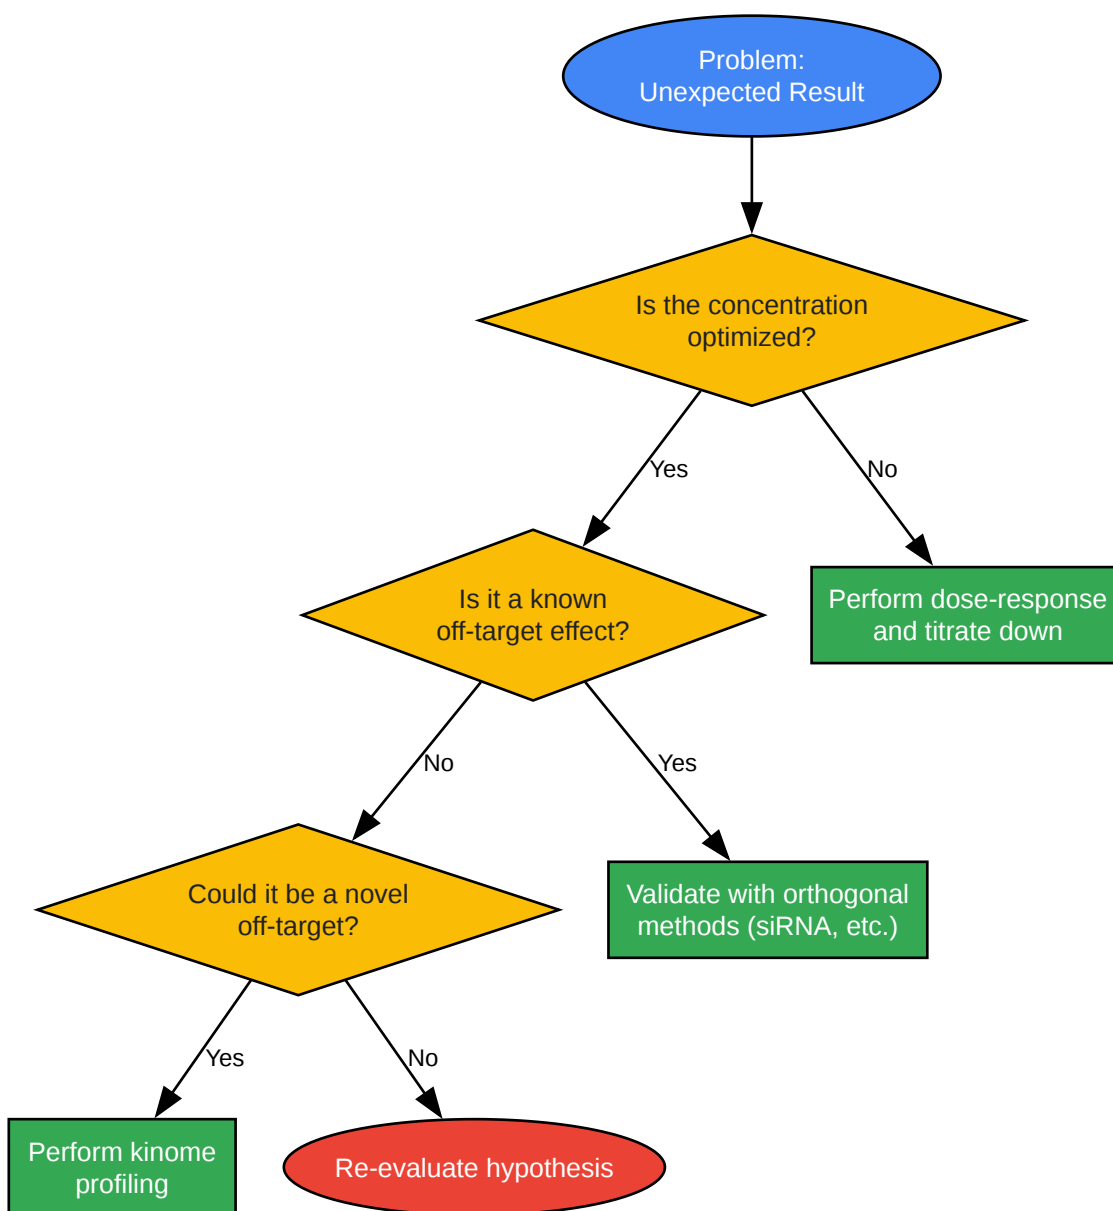 Problem:
Unexpected Result
Is the concentration
optimized?
Yes
No
Is it a known
off-target effect?
Perform dose-response
and titrate down
No
Yes
Could it be a novel
off-target?
Validate with orthogonal
methods (siRNA, etc.)
Yes
No
Perform kinome
profiling
Re-evaluate hypothesis